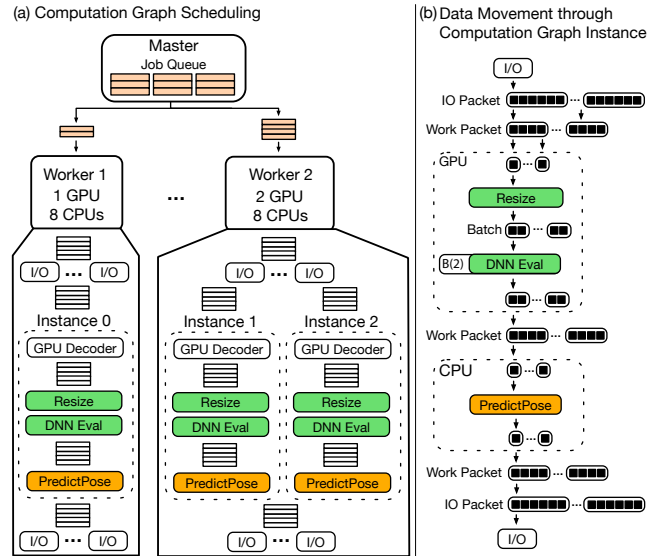 (a) Computation Graph Scheduling
Master
Job Queue
Worker 1
1 GPU
8 CPUs
...
Worker 2
2 GPU
8 CPUs
I/O ... I/O
I/O ... I/O
Instance 0
Instance 1
Instance 2
GPU Decoder
GPU Decoder
GPU Decoder
Resize
Resize
Resize
DNN Eval
DNN Eval
DNN Eval
PredictPose
PredictPose
PredictPose
I/O ... I/O
I/O ... I/O
(b) Data Movement through
Computation Graph Instance
I/O
IO Packet ...
Work Packet ...
GPU
...
Resize
Batch ...
B(2) DNN Eval
...
Work Packet ...
CPU
...
PredictPose
...
Work Packet ...
IO Packet ...
I/O